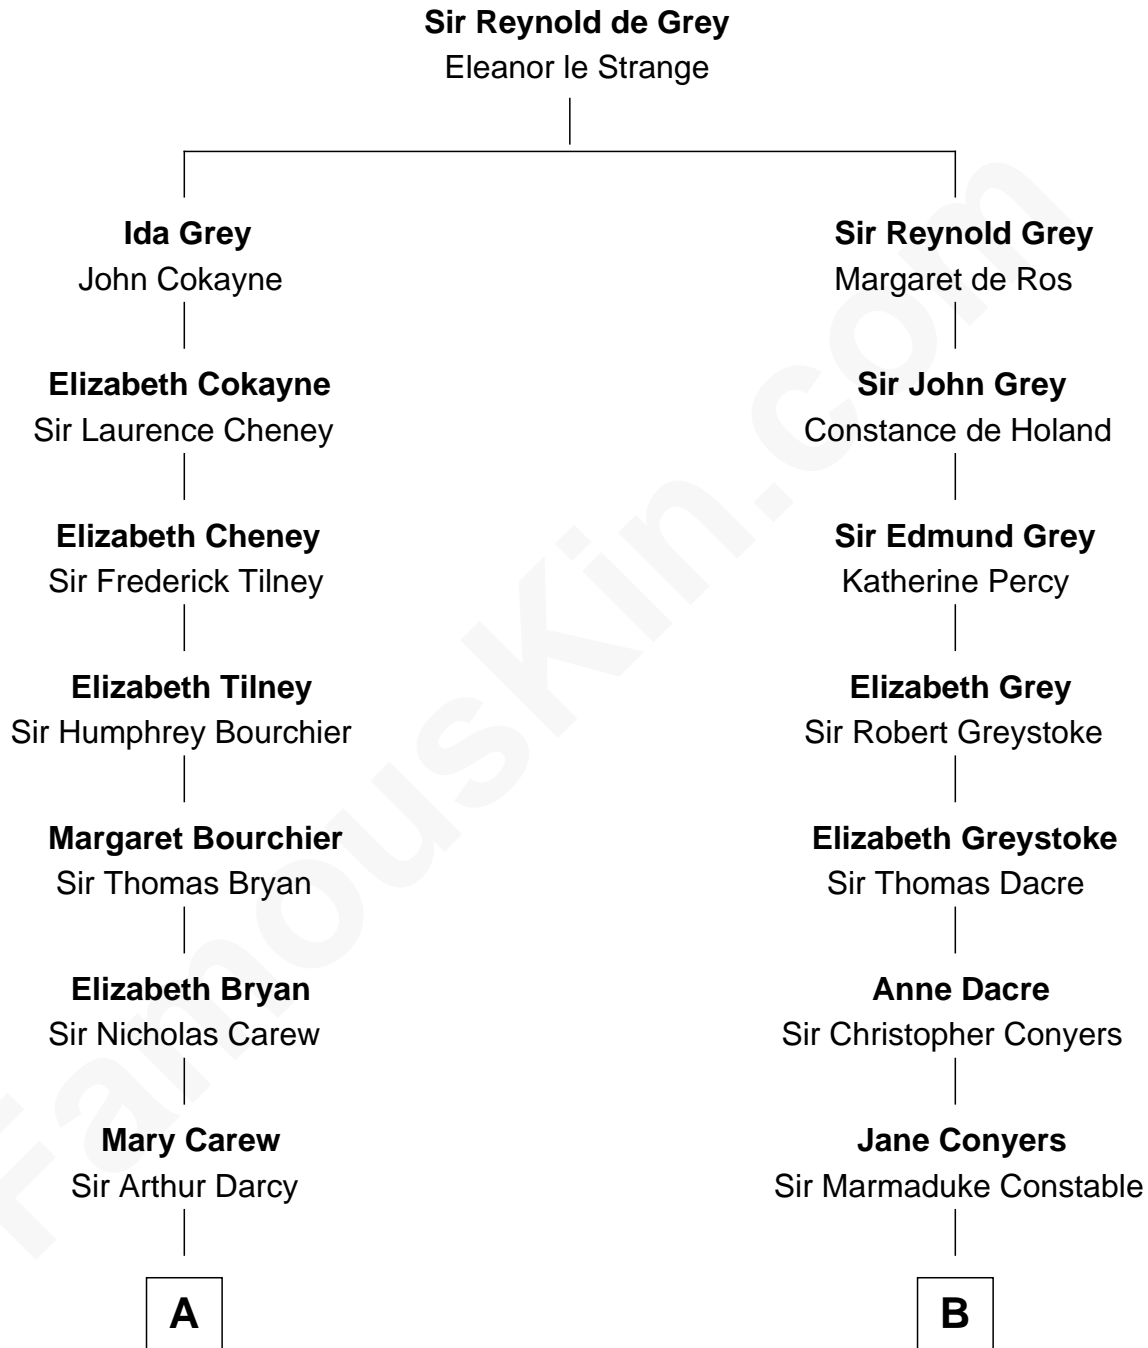 Sir Reynold de Grey
Eleanor le Strange
Ida Grey
John Cokayne
Sir Reynold Grey
Margaret de Ros
Elizabeth Cokayne
Sir Laurence Cheney
Sir John Grey
Constance de Holand
Elizabeth Cheney
Sir Frederick Tilney
Sir Edmund Grey
Katherine Percy
Elizabeth Tilney
Sir Humphrey Bourchier
Elizabeth Grey
Sir Robert Greystoke
Margaret Bourchier
Sir Thomas Bryan
Elizabeth Greystoke
Sir Thomas Dacre
Elizabeth Bryan
Sir Nicholas Carew
Anne Dacre
Sir Christopher Conyers
Mary Carew
Sir Arthur Darcy
Jane Conyers
Sir Marmaduke Constable
A
B
FamousKin.com